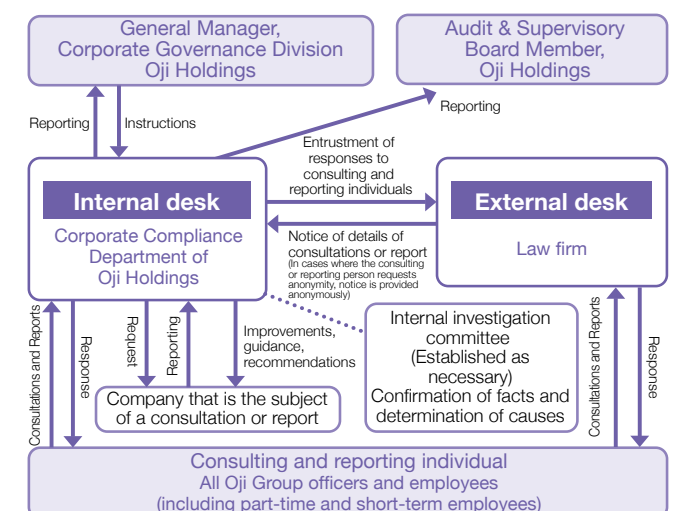 General Manager,
Corporate Governance Division
Oji Holdings
Audit & Supervisory
Board Member,
Oji Holdings
Reporting
Instructions
Reporting
Entrustment of
responses to
consulting and
reporting individuals
Internal desk
Corporate Compliance
Department of
Oji Holdings
External desk
Law firm
Notice of details of
consultations or report
(In cases where the consulting
or reporting person requests
anonymity, notice is provided
anonymously)
Consultations and Reports
Response
Request
Reporting
Improvements,
guidance,
recommendations
Internal investigation
committee
(Established as
necessary)
Confirmation of facts and
determination of causes
Consultations and Reports
Response
Company that is the subject
of a consultation or report
Consulting and reporting individual
All Oji Group officers and employees
(including part-time and short-term employees)